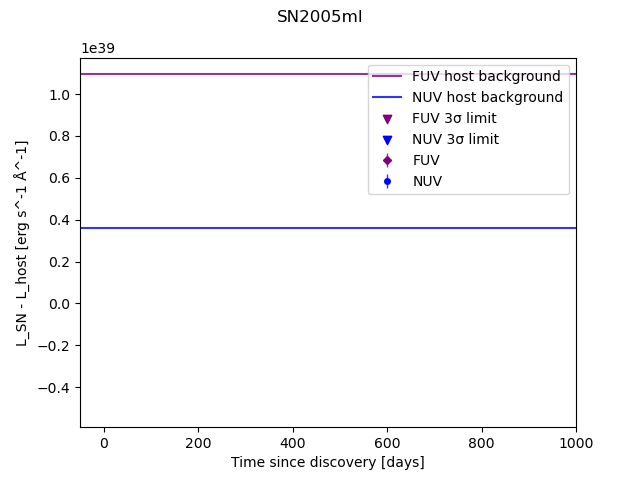 SN2005ml
1e39
FUV host background
NUV host background
FUV 3σ limit
NUV 3σ limit
FUV
NUV
1.0
0.8
0.6
0.4
0.2
0.0
−0.2
−0.4
L_SN - L_host [erg s^-1 Å^-1]
0
200
400
600
800
1000
Time since discovery [days]